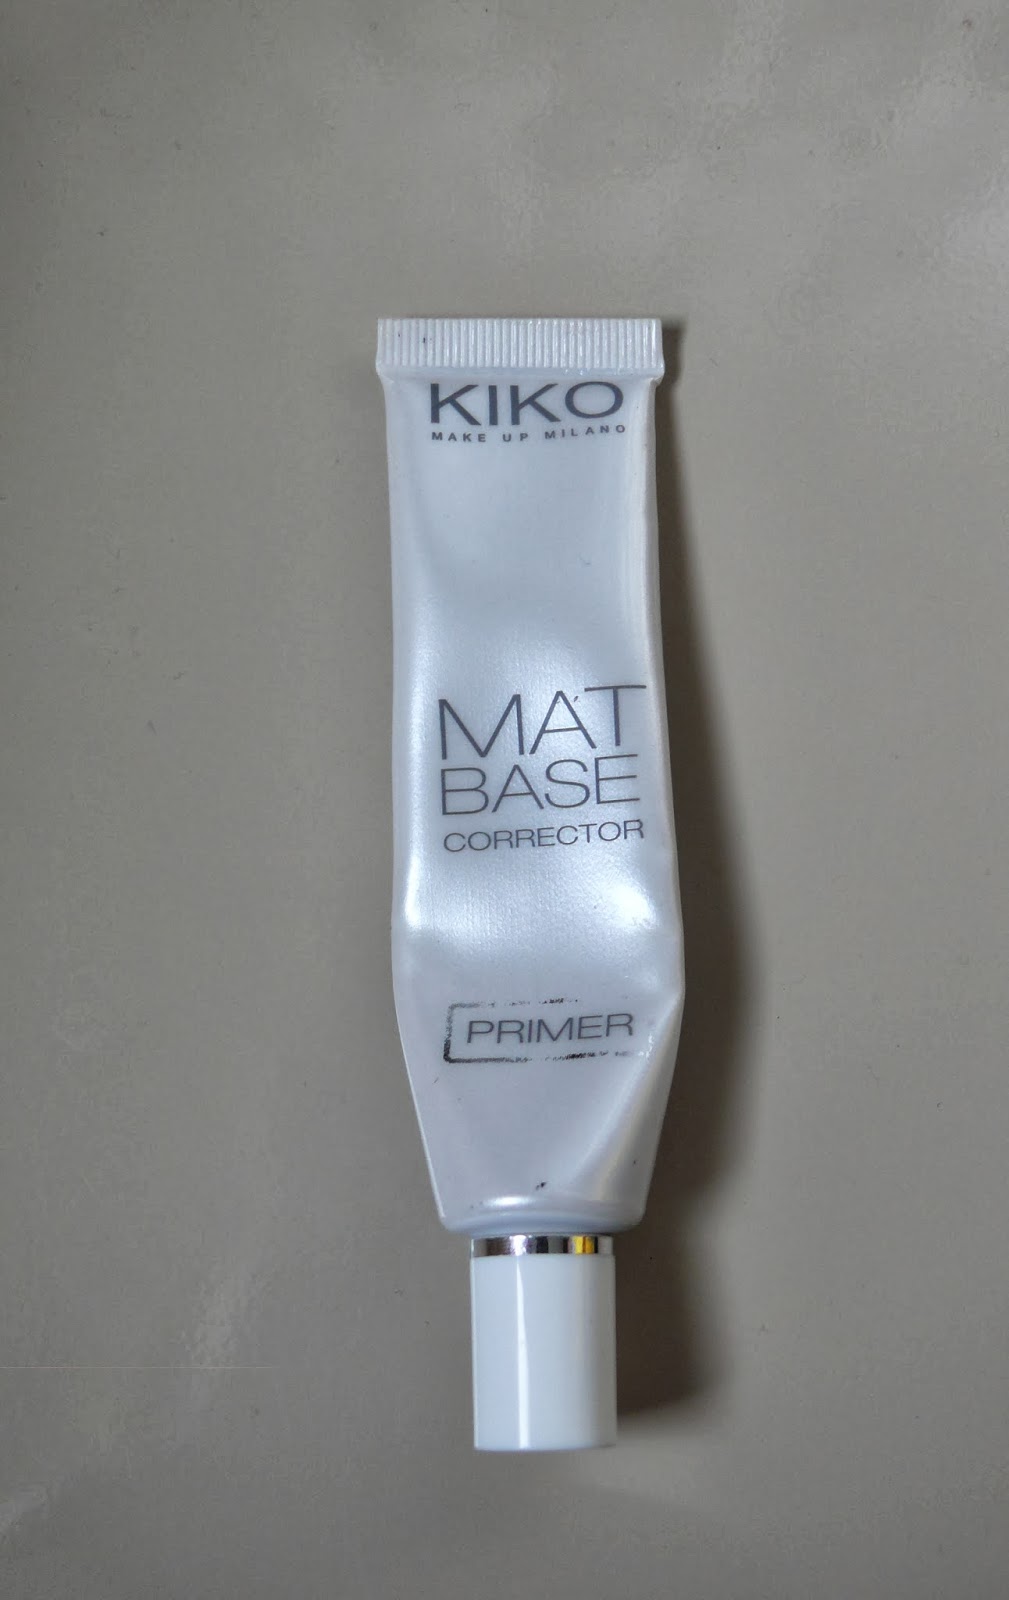 KIKO
MAKE UP MILANO
MAT
BASE
CORRECTOR
PRIMER